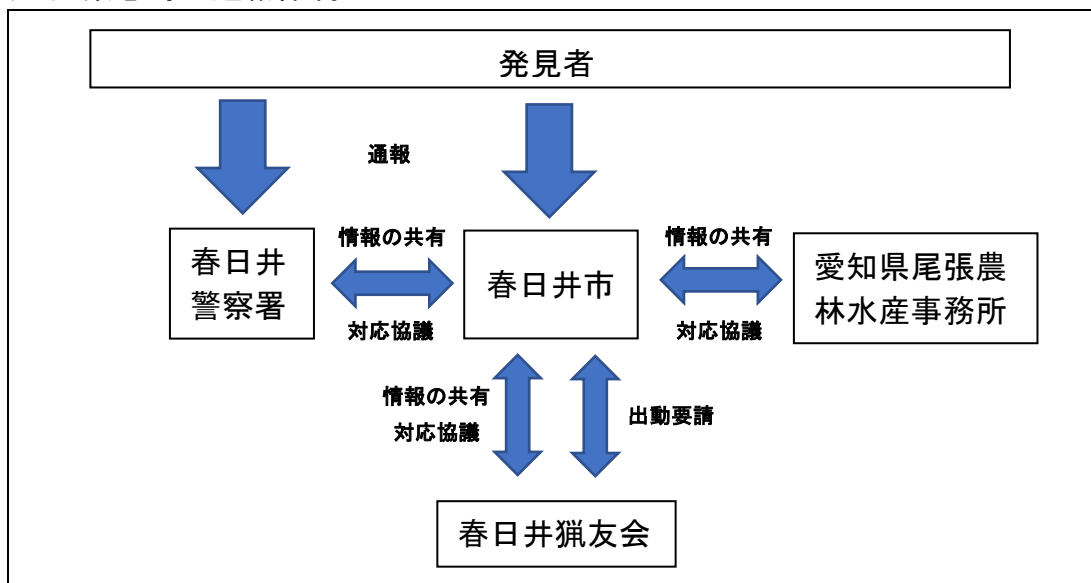 発見者
通報
春日井
警察署
情報の共有
対応協議
春日井市
情報の共有
対応協議
愛知県尾張農
林水産事務所
情報の共有
対応協議
出動要請
春日井猟友会